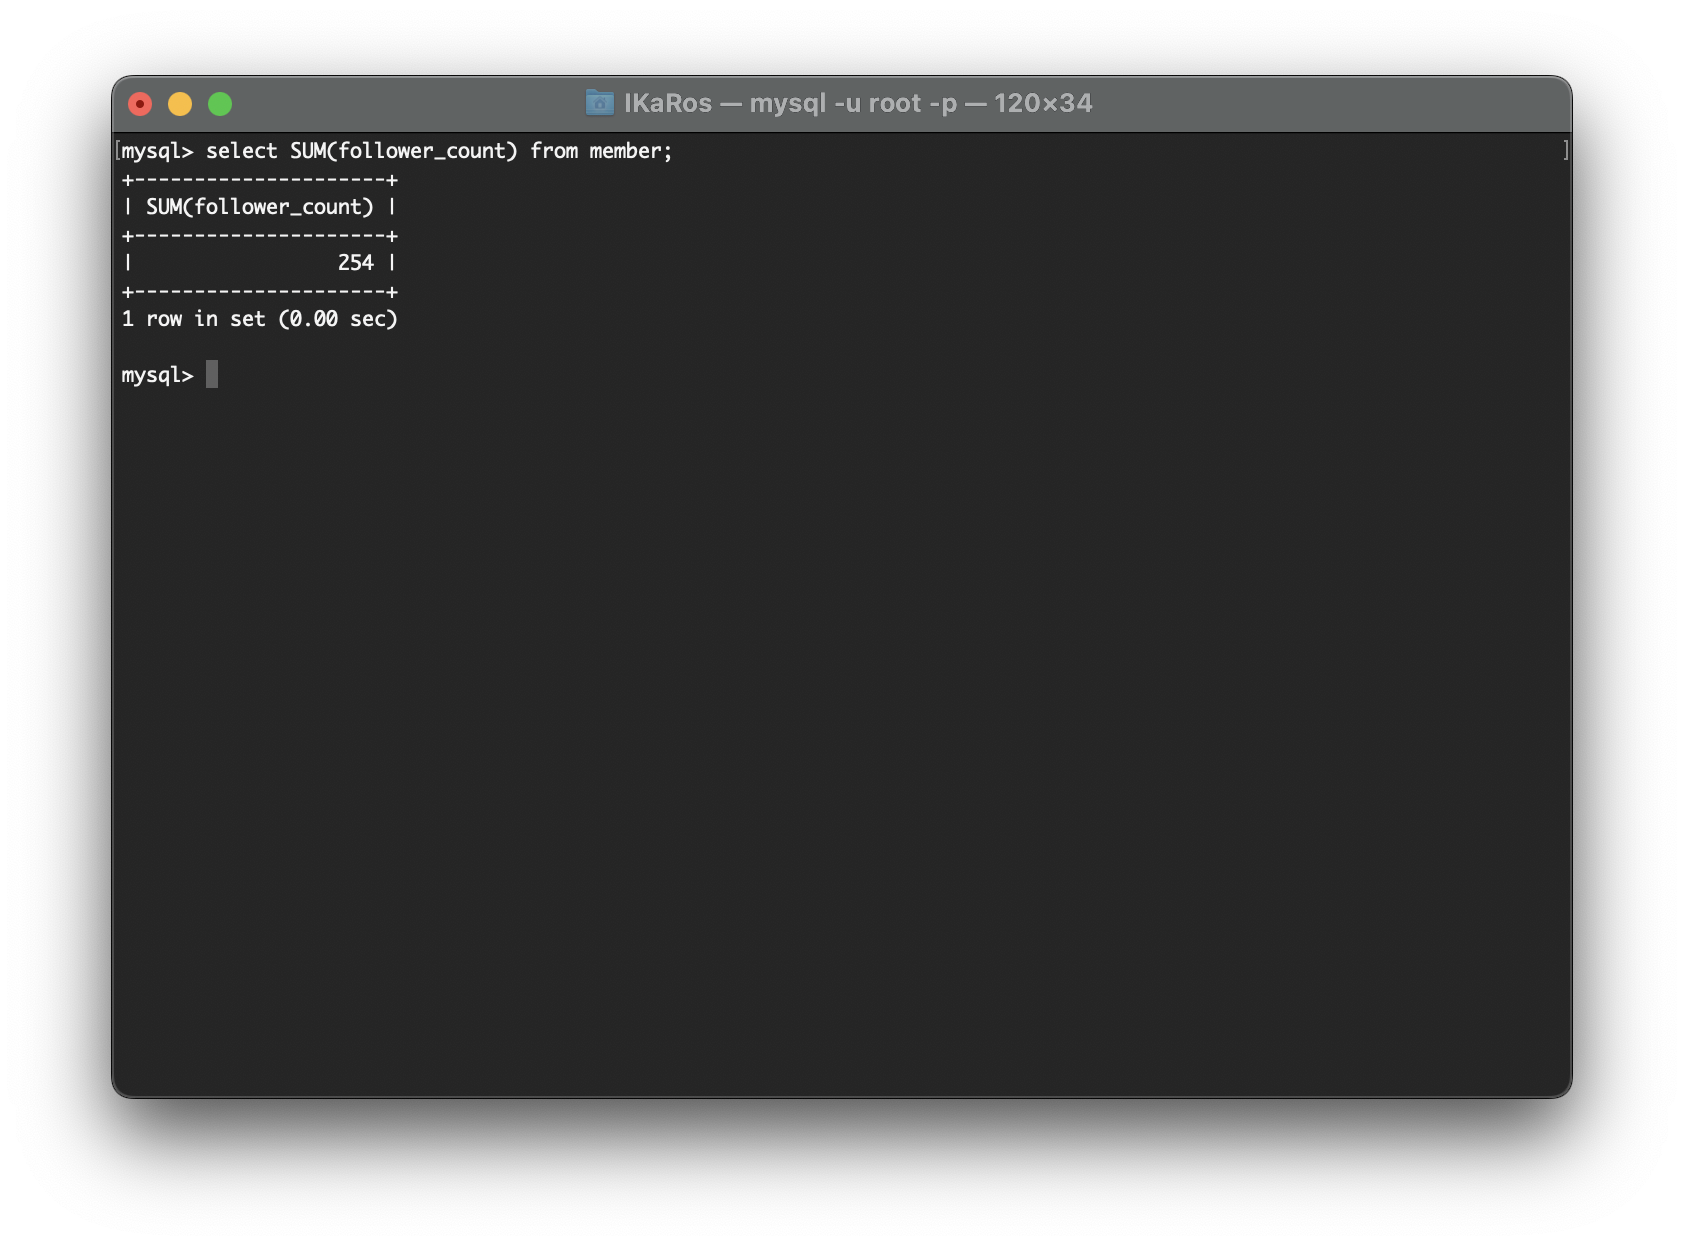 IKaRos — mysql -u root -p — 120×34
[mysql> select SUM(follower_count) from member; ]
+---------------------+
| SUM(follower_count) |
+---------------------+
|                 254 |
+---------------------+
1 row in set (0.00 sec)
mysql>